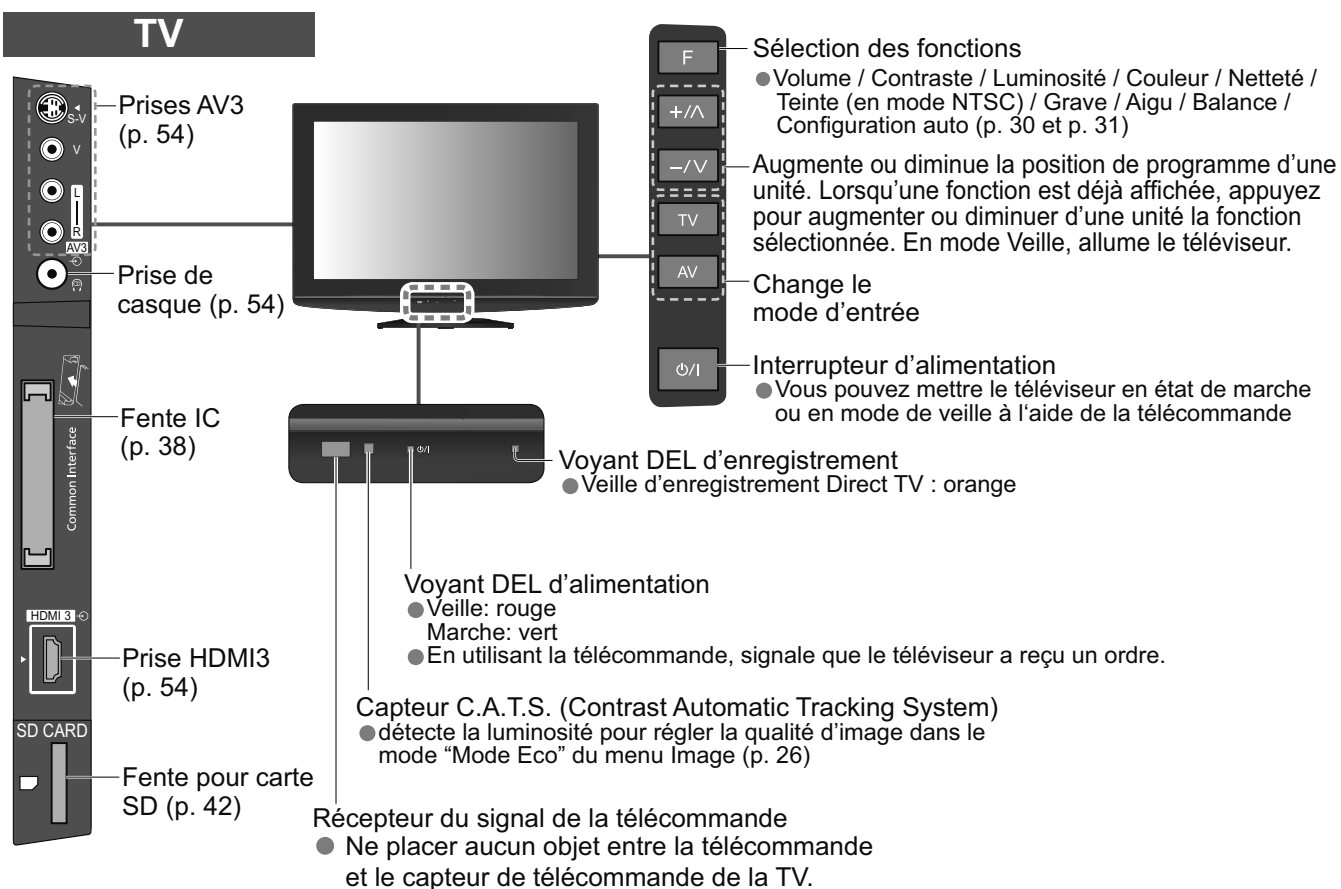 TV
S-V
V
L
R
AV3
Prises AV3
(p. 54)
Prise de
casque (p. 54)
Common Interface
Fente IC
(p. 38)
HDMI 3
Prise HDMI3
(p. 54)
SD CARD
Fente pour carte
SD (p. 42)
F
+/∧
−/∨
TV
AV
⏻/I
Sélection des fonctions
●Volume / Contraste / Luminosité / Couleur / Netteté /
Teinte (en mode NTSC) / Grave / Aigu / Balance /
Configuration auto (p. 30 et p. 31)
Augmente ou diminue la position de programme d’une
unité. Lorsqu’une fonction est déjà affichée, appuyez
pour augmenter ou diminuer d’une unité la fonction
sélectionnée. En mode Veille, allume le téléviseur.
Change le
mode d’entrée
Interrupteur d’alimentation
●Vous pouvez mettre le téléviseur en état de marche
ou en mode de veille à l‘aide de la télécommande
⏻/I
Voyant DEL d’enregistrement
●Veille d’enregistrement Direct TV : orange
Voyant DEL d’alimentation
●Veille: rouge
Marche: vert
●En utilisant la télécommande, signale que le téléviseur a reçu un ordre.
Capteur C.A.T.S. (Contrast Automatic Tracking System)
●détecte la luminosité pour régler la qualité d’image dans le
mode “Mode Eco” du menu Image (p. 26)
Récepteur du signal de la télécommande
● Ne placer aucun objet entre la télécommande
et le capteur de télécommande de la TV.